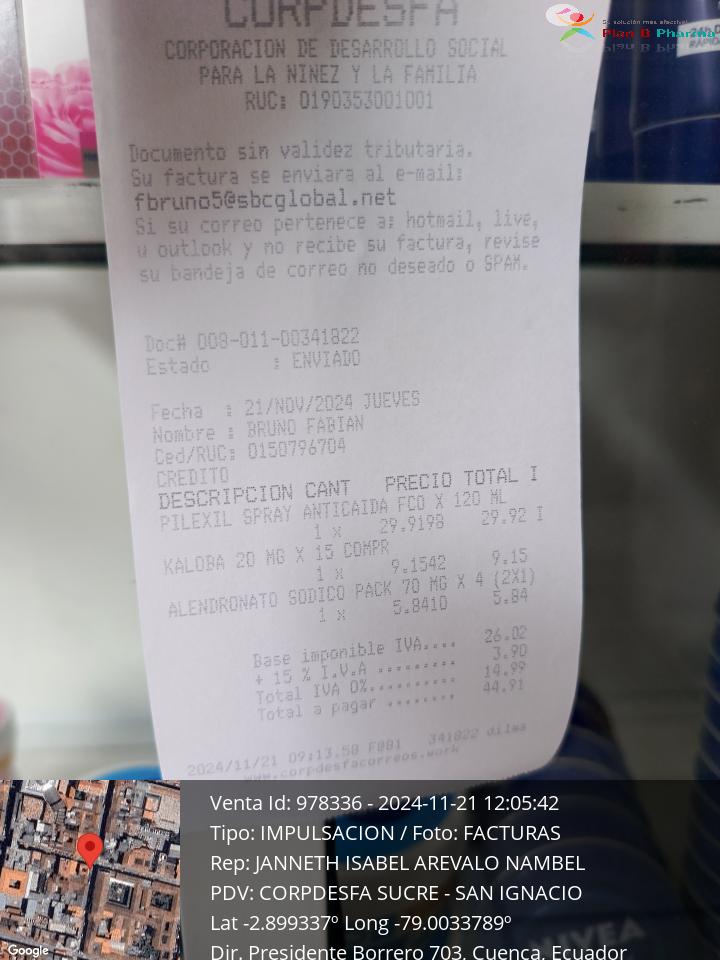 CORPDESFA
Su solución más efectiva!
Plan B Pharma
CORPORACION DE DESARROLLO SOCIAL
PARA LA NINEZ Y LA FAMILIA
RUC: 0190353001001
Documento sin validez tributaria.
Su factura se enviara al e-mail:
fbruno5@sbcglobal.net
Si su correo pertenece a: hotmail, live,
u outlook y no recibe su factura, revise
su bandeja de correo no deseado o SPAM.
Doc# 008-011-00341822
Estado : ENVIADO
Fecha : 21/NOV/2024 JUEVES
Nombre : BRUNO FABIAN
Ced/RUC: 0150796704
CREDITO
DESCRIPCION CANT PRECIO TOTAL I
PILEXIL SPRAY ANTICAIDA FCO X 120 ML
1 x 29.9198 29.92 I
KALOBA 20 MG X 15 COMPR
1 x 9.1542 9.15
ALENDRONATO SODICO PACK 70 MG X 4 (2X1)
1 x 5.8410 5.84
Base imponible IVA.... 26.02
+ 15 % I.V.A ......... 3.90
Total IVA 0%.......... 14.99
Total a pagar ........ 44.91
2024/11/21 09:13.58 F001 341822 dilma
www.corpdesfacorreos.work
Venta Id: 978336 - 2024-11-21 12:05:42
Tipo: IMPULSACION / Foto: FACTURAS
Rep: JANNETH ISABEL AREVALO NAMBEL
PDV: CORPDESFA SUCRE - SAN IGNACIO
Lat -2.899337º Long -79.0033789º
Dir. Presidente Borrero 703, Cuenca, Ecuador
Google
NIVEA